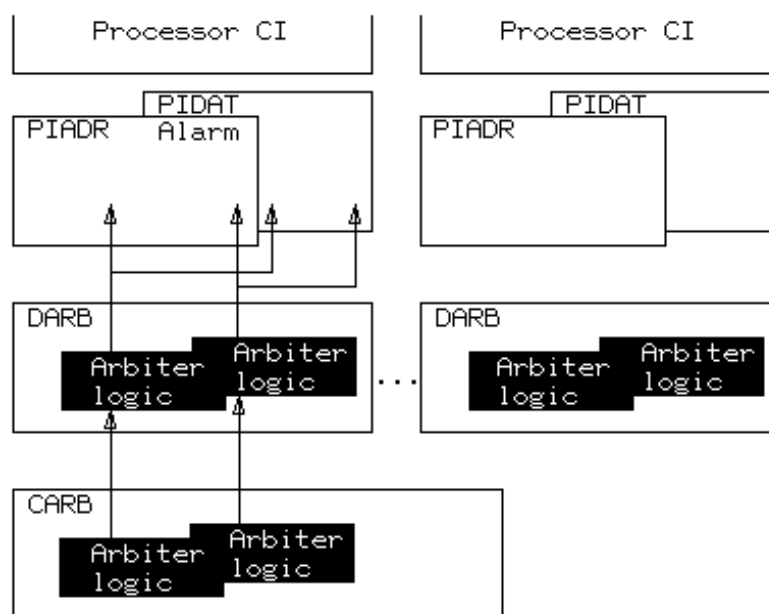 Processor CI
Processor CI
PIDAT
PIADR
Alarm
PIDAT
PIADR
DARB
Arbiter
logic
Arbiter
logic
...
DARB
Arbiter
logic
Arbiter
logic
CARB
Arbiter
logic
Arbiter
logic